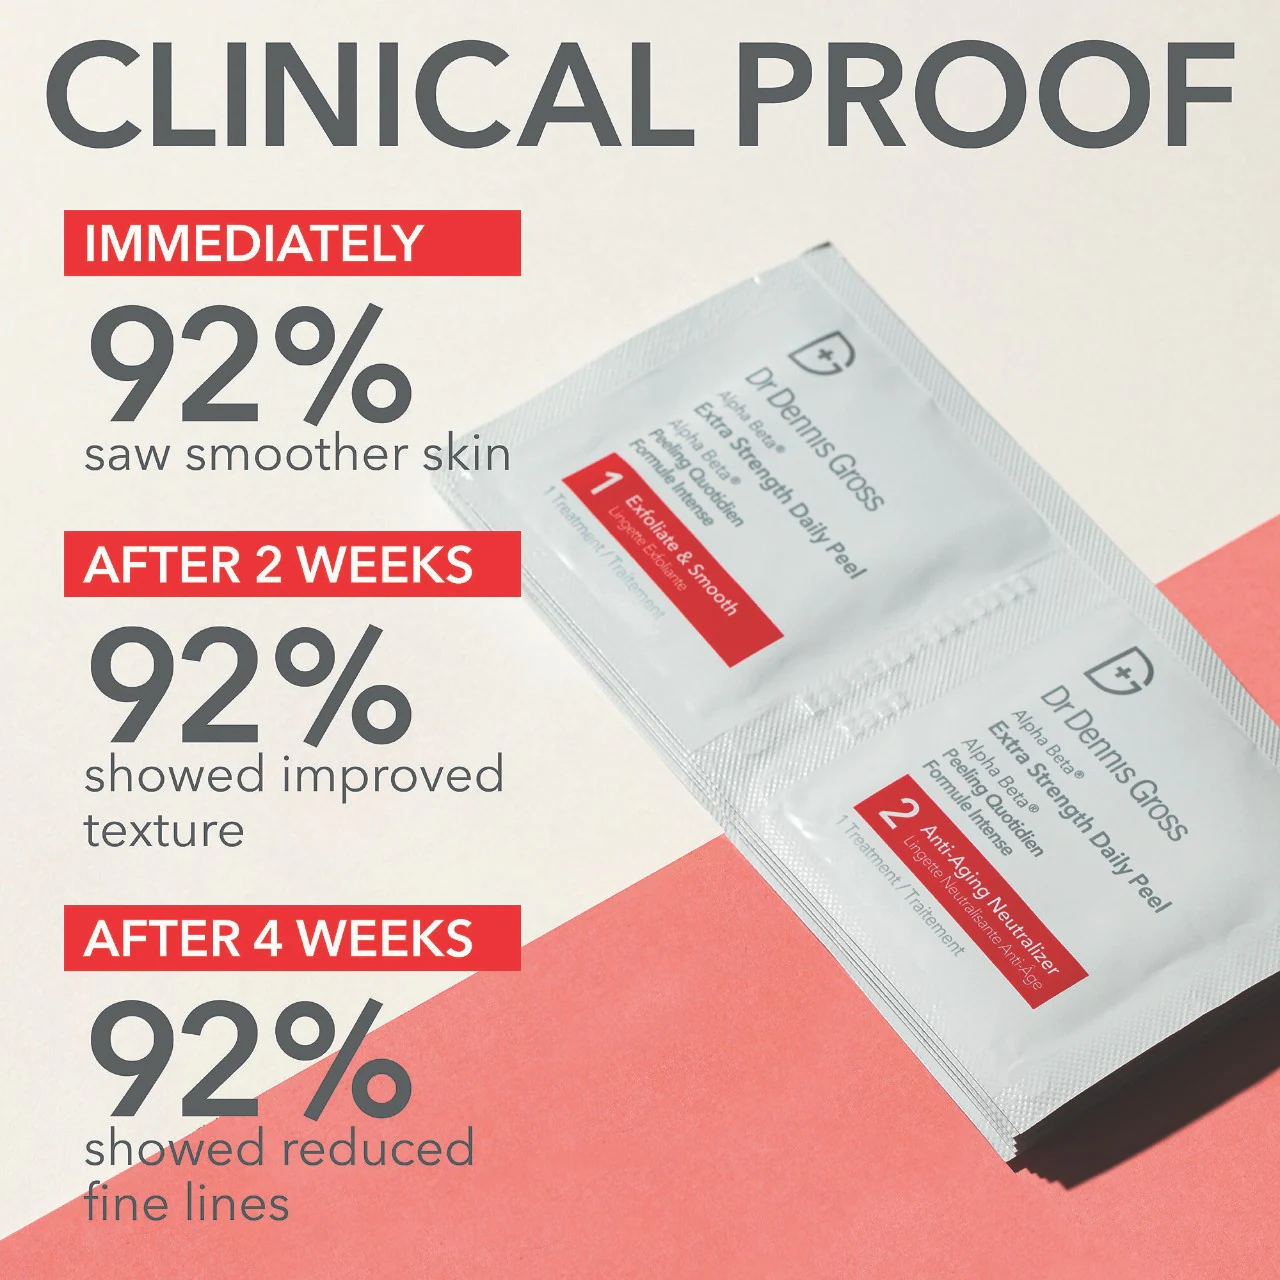 CLINICAL PROOF
IMMEDIATELY
92%
saw smoother skin
AFTER 2 WEEKS
92%
showed improved
texture
AFTER 4 WEEKS
92%
showed reduced
fine lines
Dr Dennis Gross
Alpha Beta®
Extra Strength Daily Peel
Alpha Beta®
Peeling Quotidien
Formule Intense
1 Exfoliate & Smooth
Lingette Exfoliante
1 Treatment / Traitement
Dr Dennis Gross
Alpha Beta®
Extra Strength Daily Peel
Alpha Beta®
Peeling Quotidien
Formule Intense
2 Anti-Aging Neutralizer
Lingette Neutralisante Anti-Âge
1 Treatment / Traitement